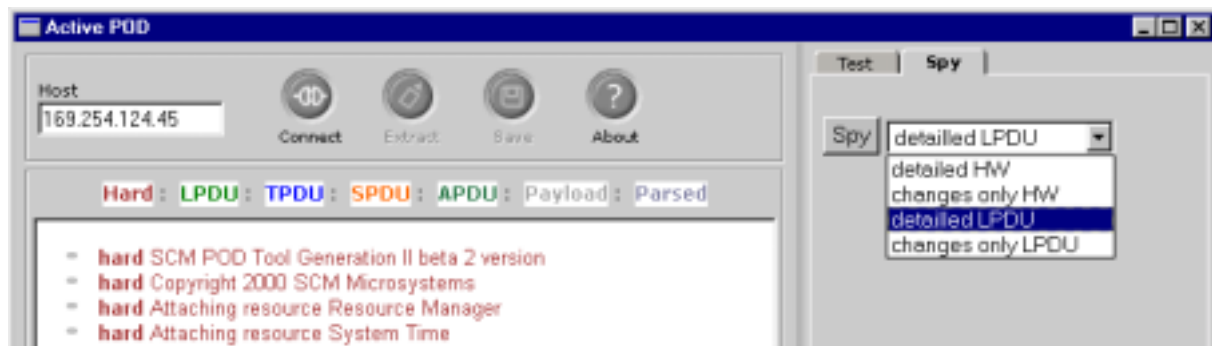 Active POD
Host
169.254.124.45
Connect
Extract
Save
About
Hard : LPDU : TPDU : SPDU : APDU : Payload : Parsed
hard SCM POD Tool Generation II beta 2 version
hard Copyright 2000 SCM Microsystems
hard Attaching resource Resource Manager
hard Attaching resource System Time
Test
Spy
Spy
detailled LPDU
detailed HW
changes only HW
detailled LPDU
changes only LPDU